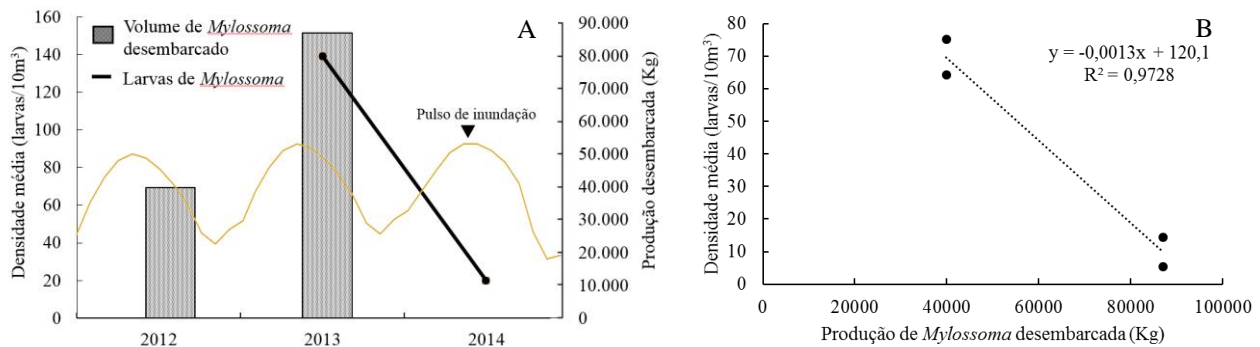 A
Volume de Mylossoma
desembarcado
Larvas de Mylossoma
Pulso de inundação
Densidade média (larvas/10m³)
160
140
120
100
80
60
40
20
0
90.000
80.000
70.000
60.000
50.000
40.000
30.000
20.000
10.000
0
Produção desembarcada (Kg)
2012 2013 2014
B
y = -0,0013x + 120,1
R² = 0,9728
Densidade média (larvas/10m³)
80
70
60
50
40
30
20
10
0
0 20000 40000 60000 80000 100000
Produção de Mylossoma desembarcada (Kg)